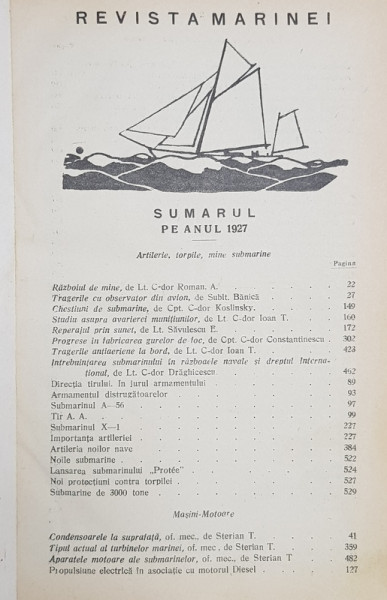 REVISTA MARINEI
SUMARUL
PE ANUL 1927
Artilerie, torpile, mine submarine
Pagina
Războiul de mine, de Lt. C-dor Roman. A. 22
Tragerile cu observator din avion, de Sublt. Bănică 27
Chestiuni de submarine, de Cpt. C-dor Koslinsky. 149
Studiu asupra avarierei munițiunilor, de Lt C-dor Ioan T. 160
Reperajul prin sunet, de Lt. Săvulescu E. 172
Progrese în fabricarea gurelor de foc, de Cpt. C-dor Constantinescu 302
Tragerile antiaeriene la bord, de Lt. C-dor Ioan T. 423
Intrebuințarea submarinului în războaele navale și dreptul interna-
țional, de Lt. C-dor Drăghicescu 462
Direcția tirului. In jurul armamentului 89
Armamentul distrugătoarelor 93
Submarinul A—56 97
Tir A. A. 99
Submarinul X—1 227
Importanța artileriei 227
Artileria noilor nave 384
Noile submarine 522
Lansarea submarinului „Protée" 524
Noi protecțiuni contra torpilei 527
Submarine de 3000 tone 529
Mașini-Motoare
Condensoarele la suprafață, of. mec. de Sterian T. 41
Tipul actual al turbinelor marinei, of. mec, de Sterian T. 359
Aparatele motoare ale submarinelor, of. mec., de Sterian T 482
Propulsiune electrică în asociație cu motorul Diesel 127